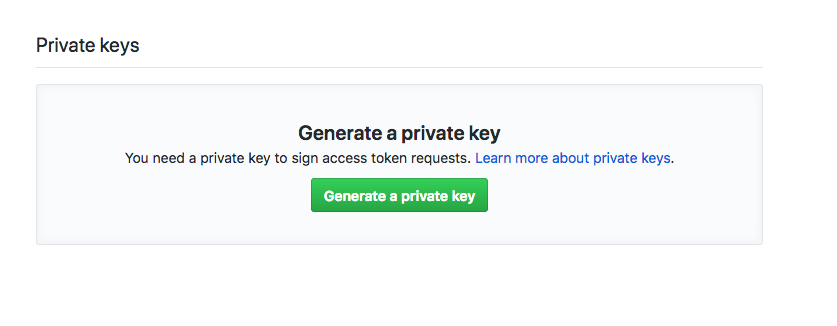 Private keys
Generate a private key
You need a private key to sign access token requests. Learn more about private keys.
Generate a private key